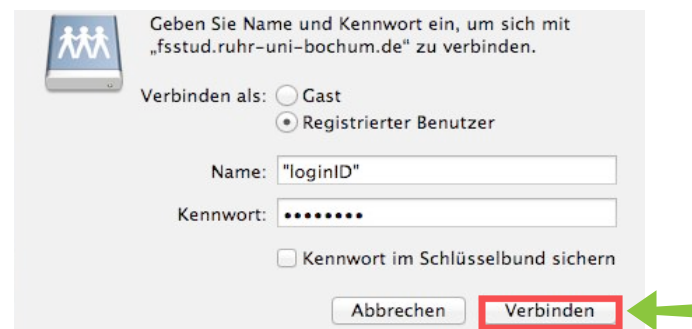 Geben Sie Name und Kennwort ein, um sich mit
„fsstud.ruhr-uni-bochum.de“ zu verbinden.
Verbinden als: Gast
Registrierter Benutzer
Name: "loginID"
Kennwort: ••••••••
Kennwort im Schlüsselbund sichern
Abbrechen Verbinden